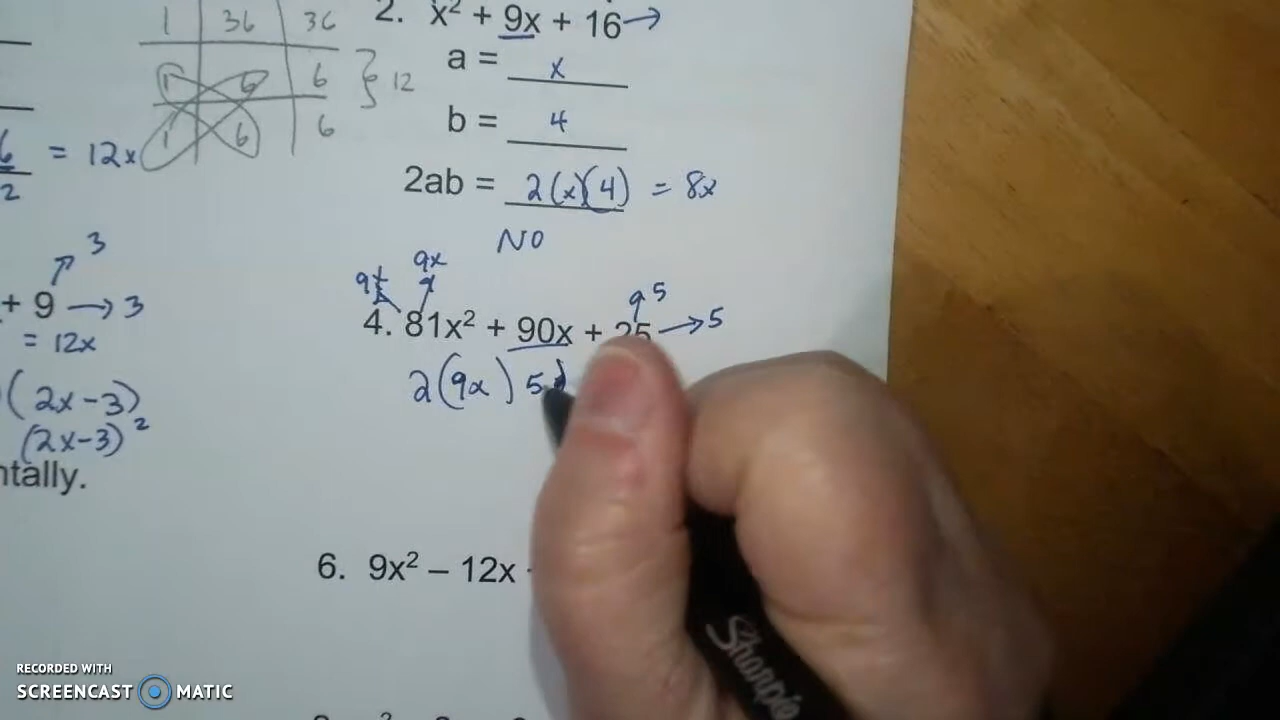 1 36 36
1 6 6 } 12
1 6 6
2. x² + 9x + 16 →
a = x
b = 4
2ab = 2(x)(4) = 8x
NO
= 12x
2
3
+ 9 → 3
= 12x
( 2x - 3)
(2x-3)²
ntally.
9x 9x 5
4. 81x² + 90x + 25 → 5
2(9x) 5
6. 9x² – 12x
Sharpie
RECORDED WITH
SCREENCAST MATIC